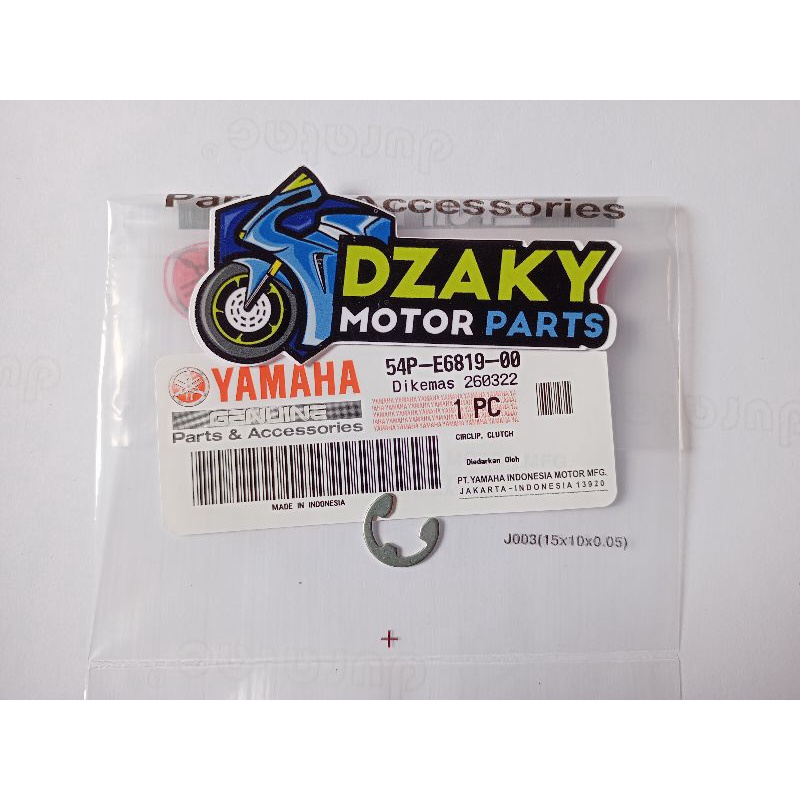 duratac ®
Parts & Accessories
DZAKY
MOTOR PARTS
YAMAHA
GENUINE
Parts & Accessories
54P-E6819-00
Dikemas 260322
1 PC
CIRCLIP, CLUTCH
Diedarkan Oleh
PT. YAMAHA INDONESIA MOTOR MFG.
JAKARTA-INDONESIA 13920
MADE IN INDONESIA
J003(15x10x0.05)